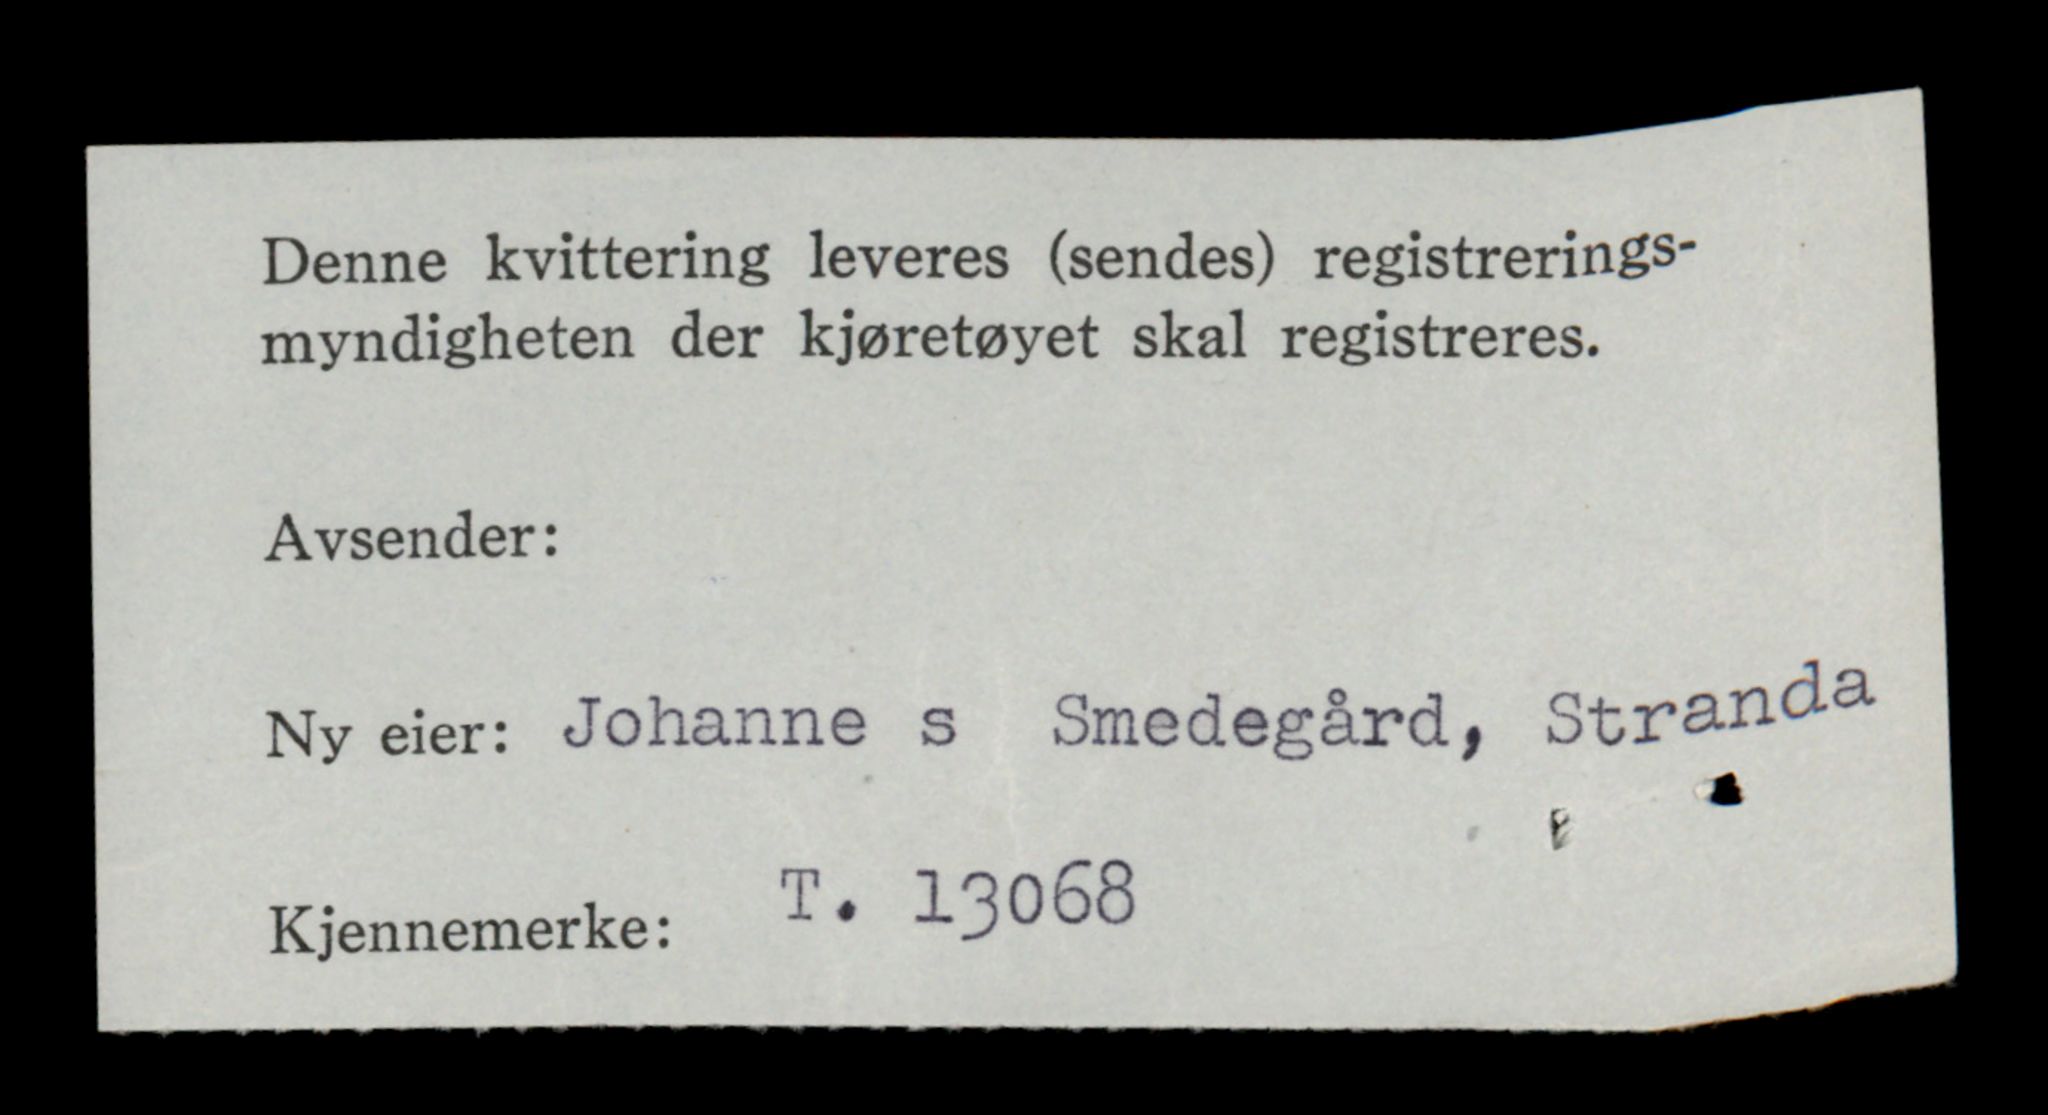 Denne kvittering leveres (sendes) registrerings-
myndigheten der kjøretøyet skal registreres.
Avsender:
Ny eier: Johanne s Smedegård, Stranda
Kjennemerke: T. 13068